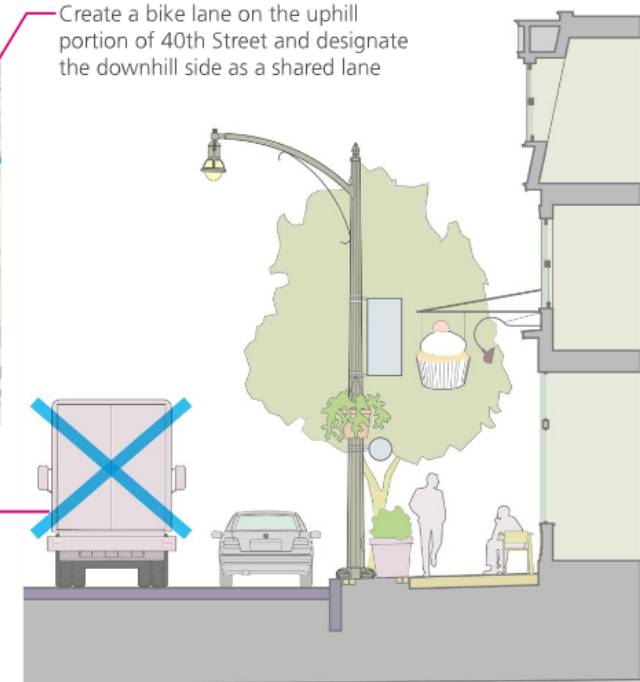 Create a bike lane on the uphill
portion of 40th Street and designate
the downhill side as a shared lane